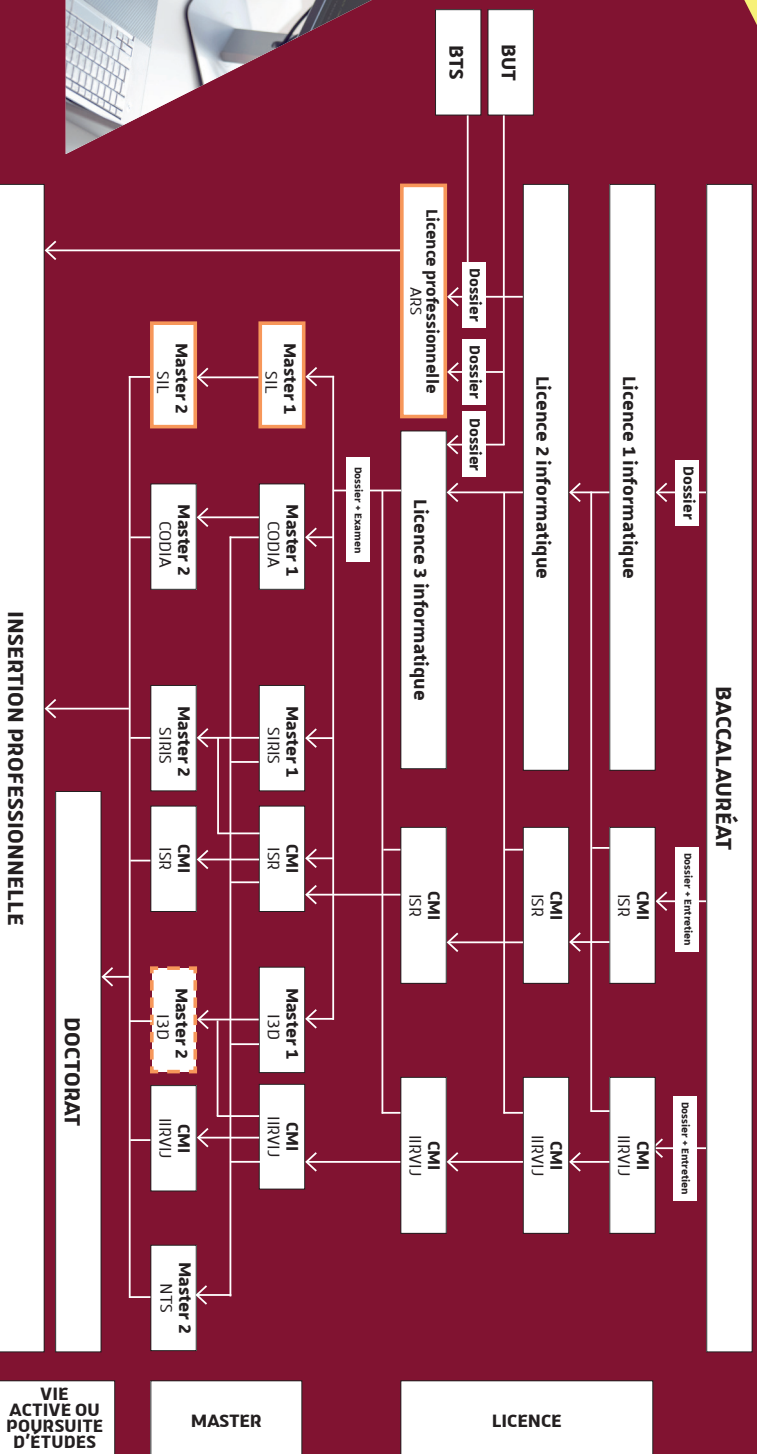 BACCALAURÉAT
Dossier
Dossier + Entretien
Dossier + Entretien
Licence 1 informatique
CMI
ISR
CMI
IIRVIJ
BUT
BTS
Licence 2 informatique
CMI
ISR
CMI
IIRVIJ
Dossier
Dossier
Dossier
Licence professionnelle
ARS
Licence 3 informatique
CMI
ISR
CMI
IIRVIJ
Dossier + Examen
Master 1
SIL
Master 1
CODIA
Master 1
SIRIS
CMI
ISR
Master 1
I3D
CMI
IIRVIJ
Master 2
SIL
Master 2
CODIA
Master 2
SIRIS
CMI
ISR
Master 2
I3D
CMI
IIRVIJ
Master 2
NTS
DOCTORAT
INSERTION PROFESSIONNELLE
LICENCE
MASTER
VIE
ACTIVE OU
POURSUITE
D'ÉTUDES